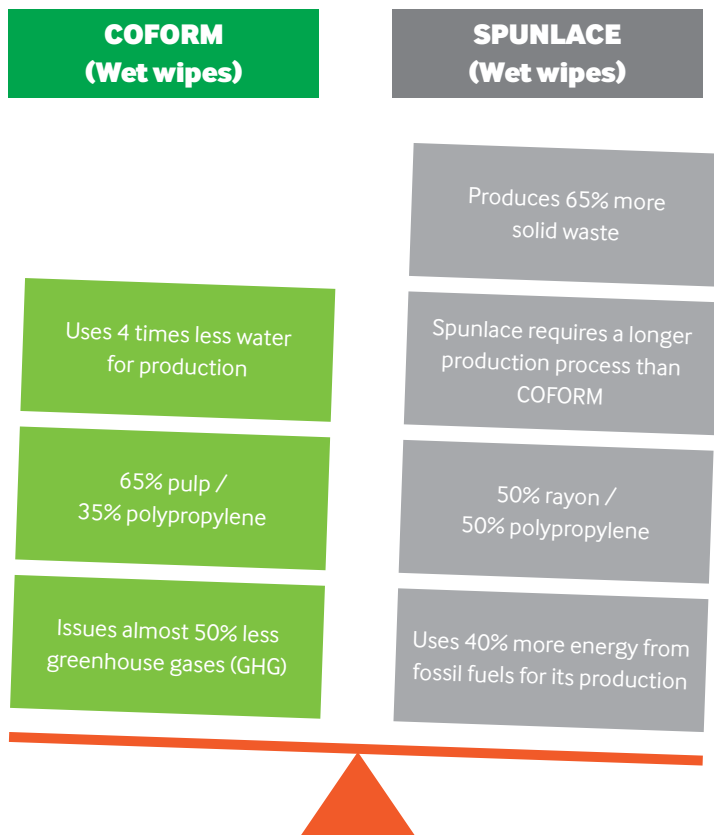 COFORM
(Wet wipes)
Uses 4 times less water
for production
65% pulp /
35% polypropylene
Issues almost 50% less
greenhouse gases (GHG)
SPUNLACE
(Wet wipes)
Produces 65% more
solid waste
Spunlace requires a longer
production process than
COFORM
50% rayon /
50% polypropylene
Uses 40% more energy from
fossil fuels for its production